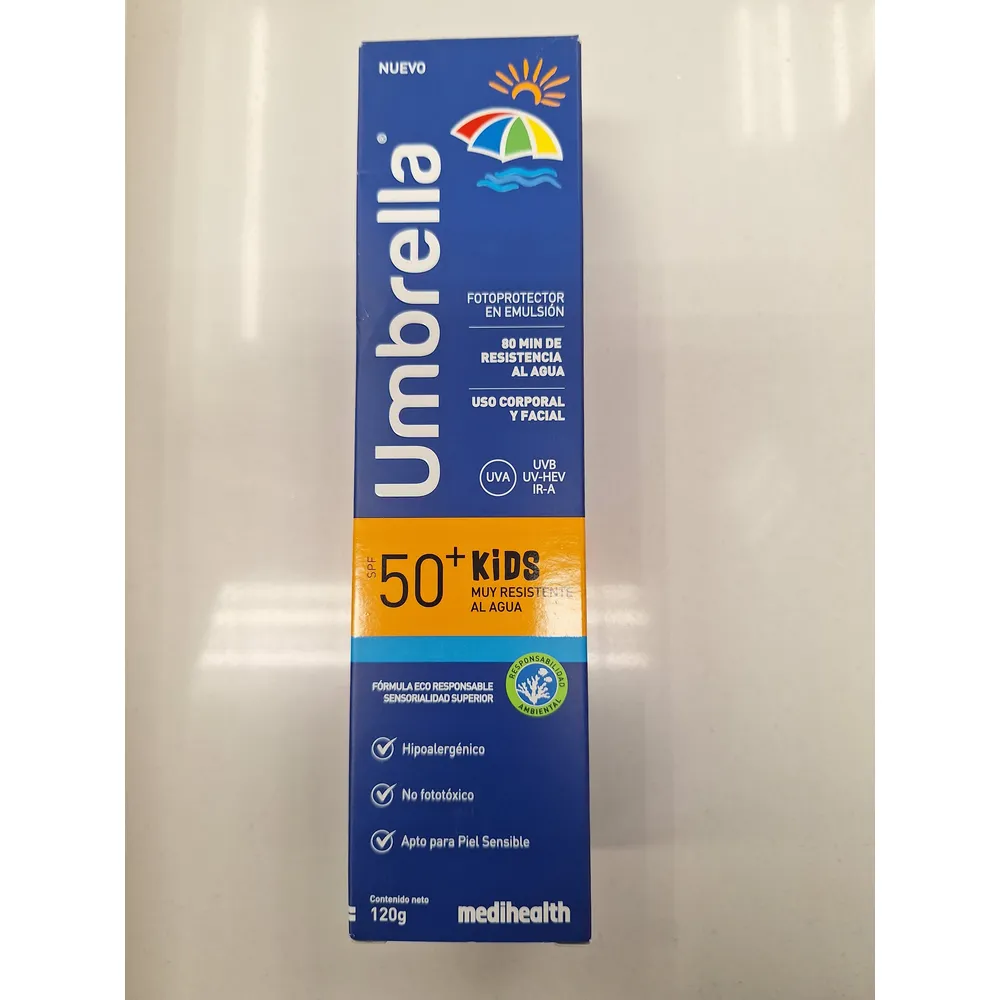 NUEVO
Umbrella®
FOTOPROTECTOR
EN EMULSIÓN
80 MIN DE
RESISTENCIA
AL AGUA
USO CORPORAL
Y FACIAL
UVA
UVB
UV-HEV
IR-A
SPF
50+
KiDS
MUY RESISTENTE
AL AGUA
FÓRMULA ECO RESPONSABLE
SENSORIALIDAD SUPERIOR
RESPONSABILIDAD
AMBIENTAL
Hipoalergénico
No fototóxico
Apto para Piel Sensible
Contenido neto
120g
medihealth